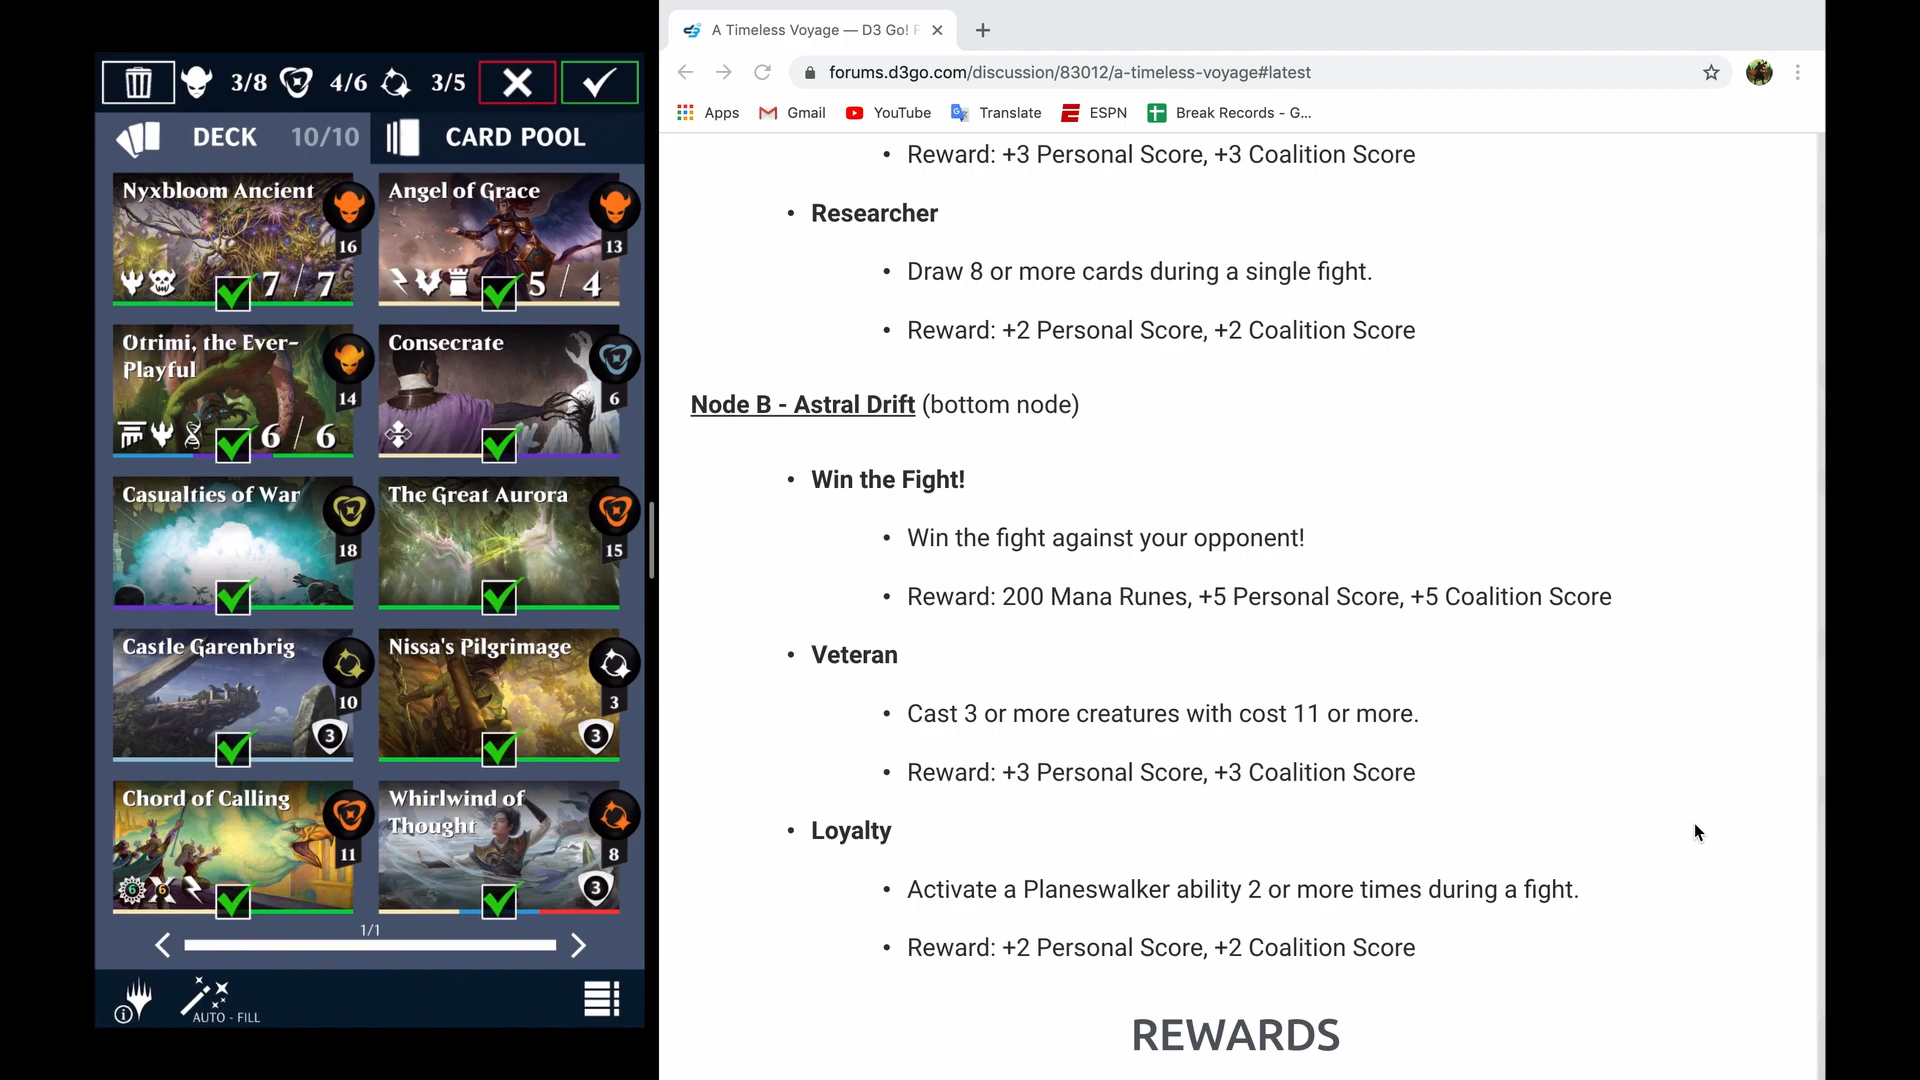 3/8 4/6 3/5
DECK 10/10 CARD POOL
Nyxbloom Ancient
16
7 / 7
Angel of Grace
13
5 / 4
Otrimi, the Ever-
Playful
14
6 / 6
Consecrate
6
Casualties of War
18
The Great Aurora
15
Castle Garenbrig
10
3
Nissa's Pilgrimage
3
3
Chord of Calling
11
6 X 6
Whirlwind of
Thought
8
3
1/1
AUTO - FILL
A Timeless Voyage — D3 Go! F
forums.d3go.com/discussion/83012/a-timeless-voyage#latest
Apps Gmail YouTube Translate ESPN Break Records - G...
• Reward: +3 Personal Score, +3 Coalition Score
• Researcher
• Draw 8 or more cards during a single fight.
• Reward: +2 Personal Score, +2 Coalition Score
Node B - Astral Drift (bottom node)
• Win the Fight!
• Win the fight against your opponent!
• Reward: 200 Mana Runes, +5 Personal Score, +5 Coalition Score
• Veteran
• Cast 3 or more creatures with cost 11 or more.
• Reward: +3 Personal Score, +3 Coalition Score
• Loyalty
• Activate a Planeswalker ability 2 or more times during a fight.
• Reward: +2 Personal Score, +2 Coalition Score
REWARDS